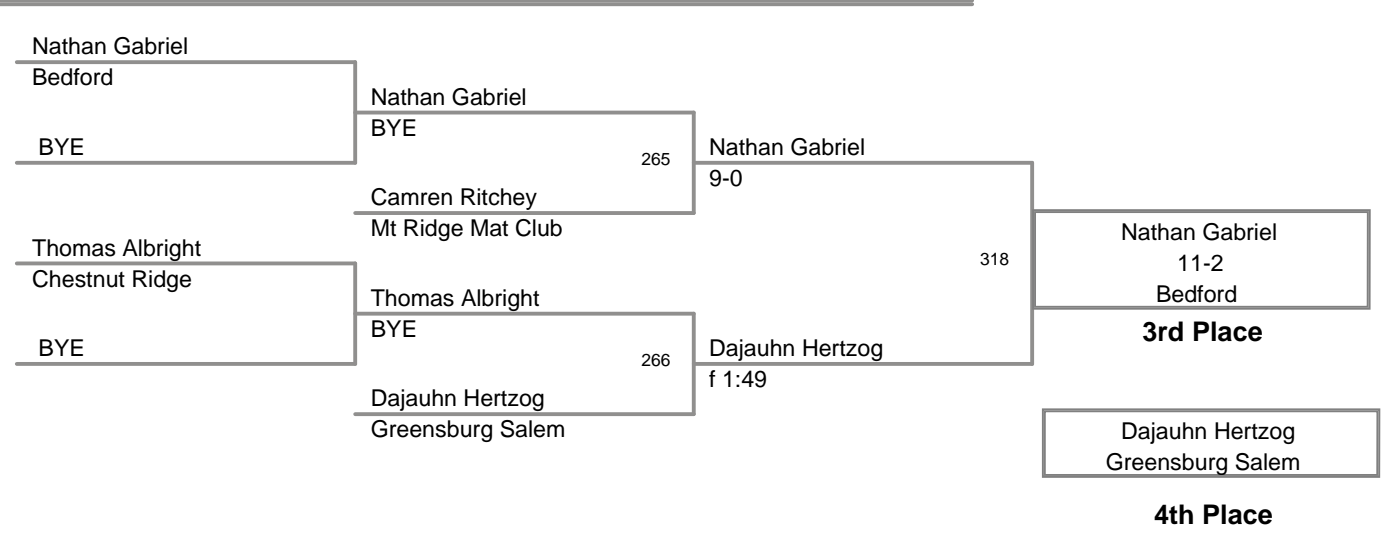 Nathan Gabriel
Bedford
Nathan Gabriel
BYE
BYE
Nathan Gabriel
265
9-0
Camren Ritchey
Mt Ridge Mat Club
Nathan Gabriel
Thomas Albright
318
11-2
Chestnut Ridge
Bedford
Thomas Albright
BYE
3rd Place
BYE
Dajauhn Hertzog
266
f 1:49
Dajauhn Hertzog
Greensburg Salem
Dajauhn Hertzog
Greensburg Salem
4th Place